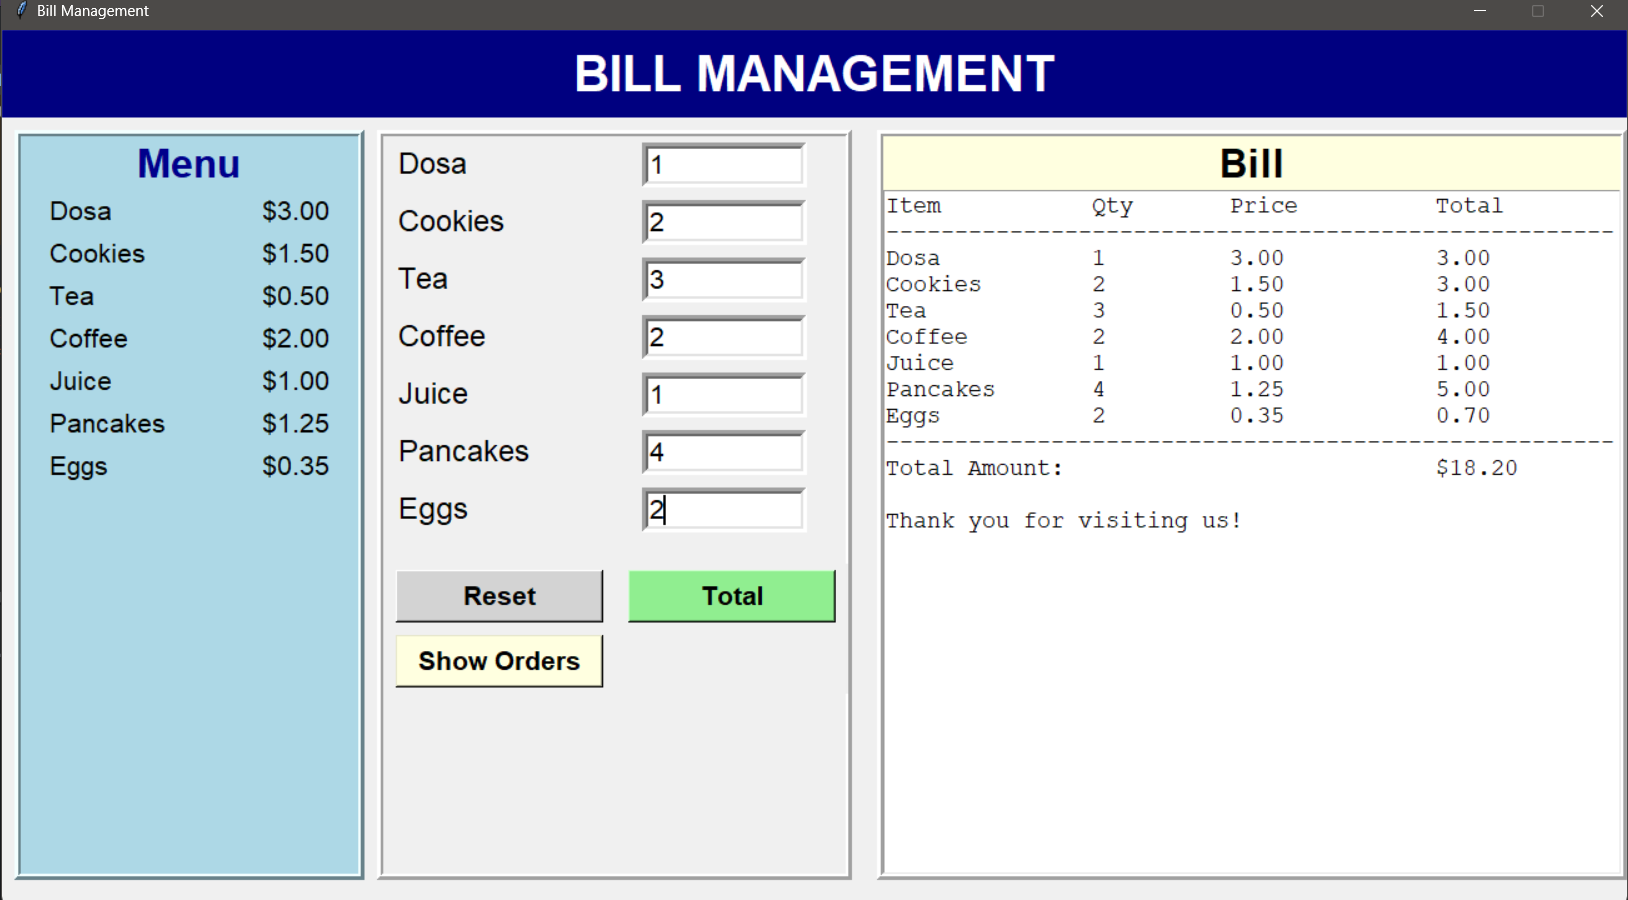 Bill Management
BILL MANAGEMENT
Menu
Dosa $3.00
Cookies $1.50
Tea $0.50
Coffee $2.00
Juice $1.00
Pancakes $1.25
Eggs $0.35
Dosa 1
Cookies 2
Tea 3
Coffee 2
Juice 1
Pancakes 4
Eggs 2
Reset Total
Show Orders
Bill
Item Qty Price Total
-----------------------------------------------------
Dosa 1 3.00 3.00
Cookies 2 1.50 3.00
Tea 3 0.50 1.50
Coffee 2 2.00 4.00
Juice 1 1.00 1.00
Pancakes 4 1.25 5.00
Eggs 2 0.35 0.70
-----------------------------------------------------
Total Amount: $18.20
Thank you for visiting us!